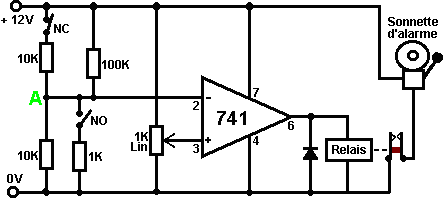 + 12V
NC
Sonnette
d'alarme
10K
100K
A
7
2
-
741
6
NO
1K
Lin
3
+
4
10K
1K
Relais
0V